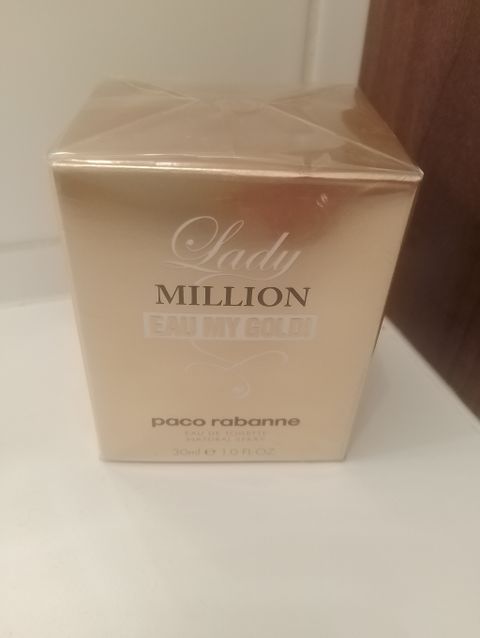 Lady
MILLION
EAU MY GOLD!
paco rabanne
EAU DE TOILETTE
NATURAL SPRAY
30ml ℮ 1.0 FL.OZ